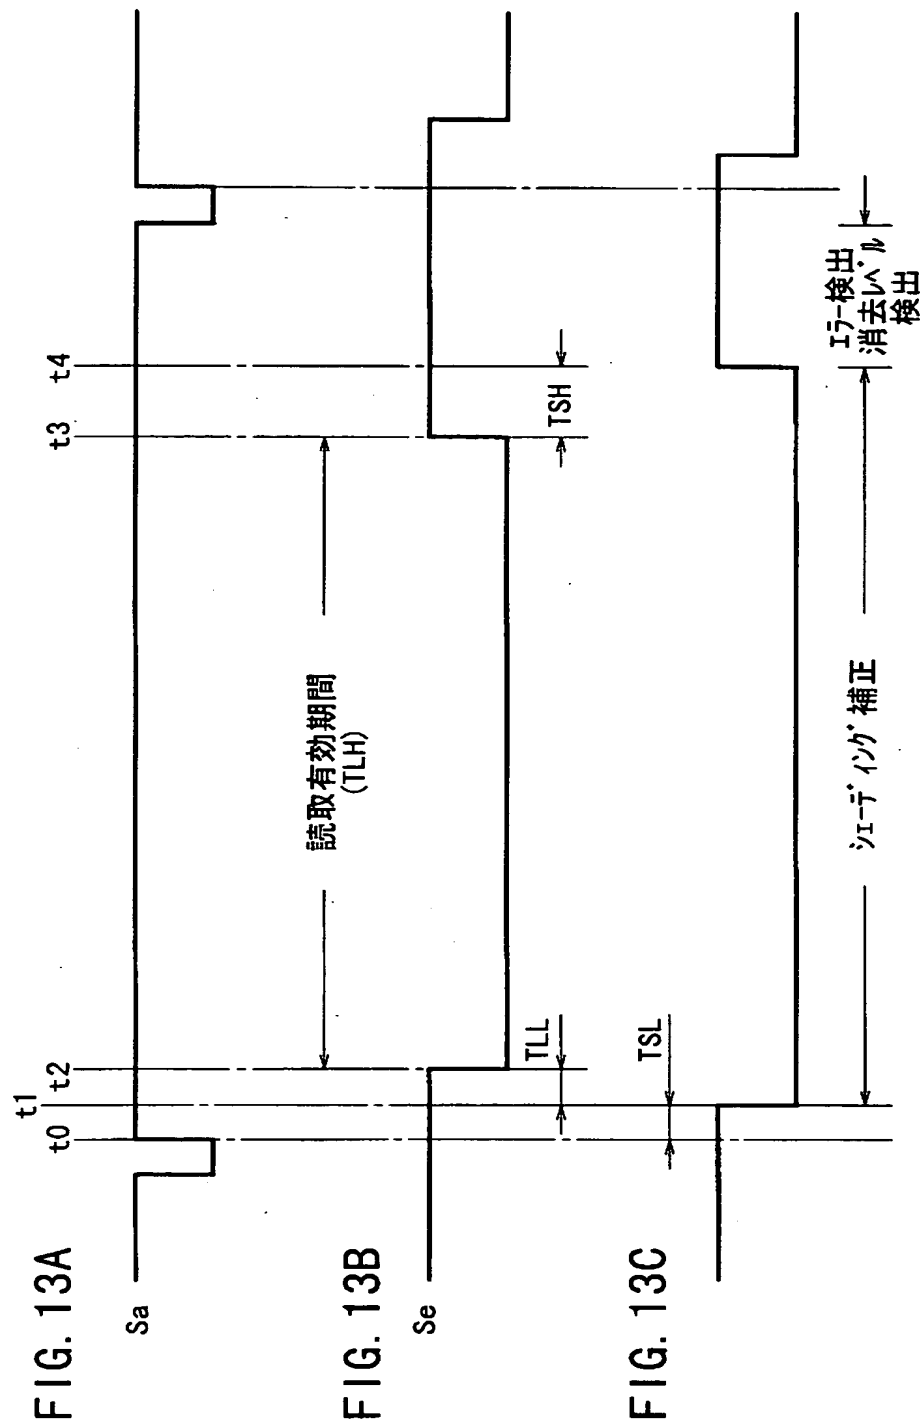 FIG. 13A
Sa
t0
t1
t2
t3
t4
読取有効期間
(TLH)
FIG. 13B
Se
TLL
TSH
FIG. 13C
TSL
シェーディング補正
エラー検出
消去レベル
検出